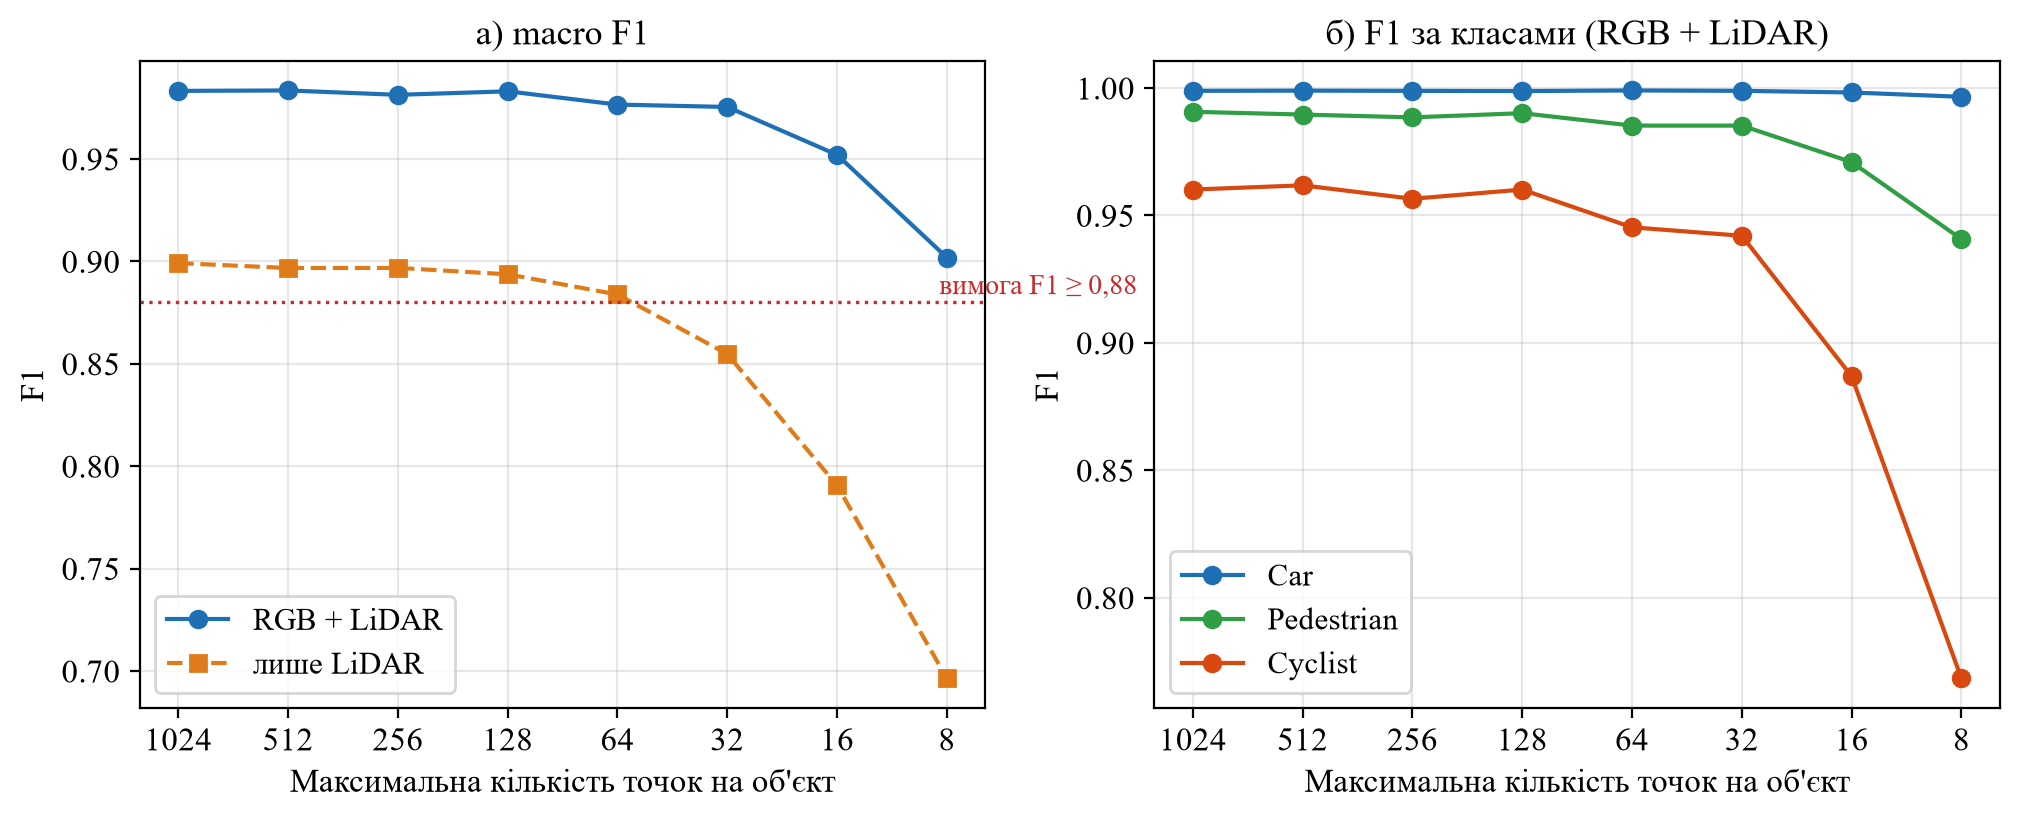 а) macro F1
F1
0.95
0.90
0.85
0.80
0.75
0.70
вимога F1 ≥ 0,88
RGB + LiDAR
лише LiDAR
1024 512 256 128 64 32 16 8
Максимальна кількість точок на об'єкт
б) F1 за класами (RGB + LiDAR)
F1
1.00
0.95
0.90
0.85
0.80
Car
Pedestrian
Cyclist
1024 512 256 128 64 32 16 8
Максимальна кількість точок на об'єкт